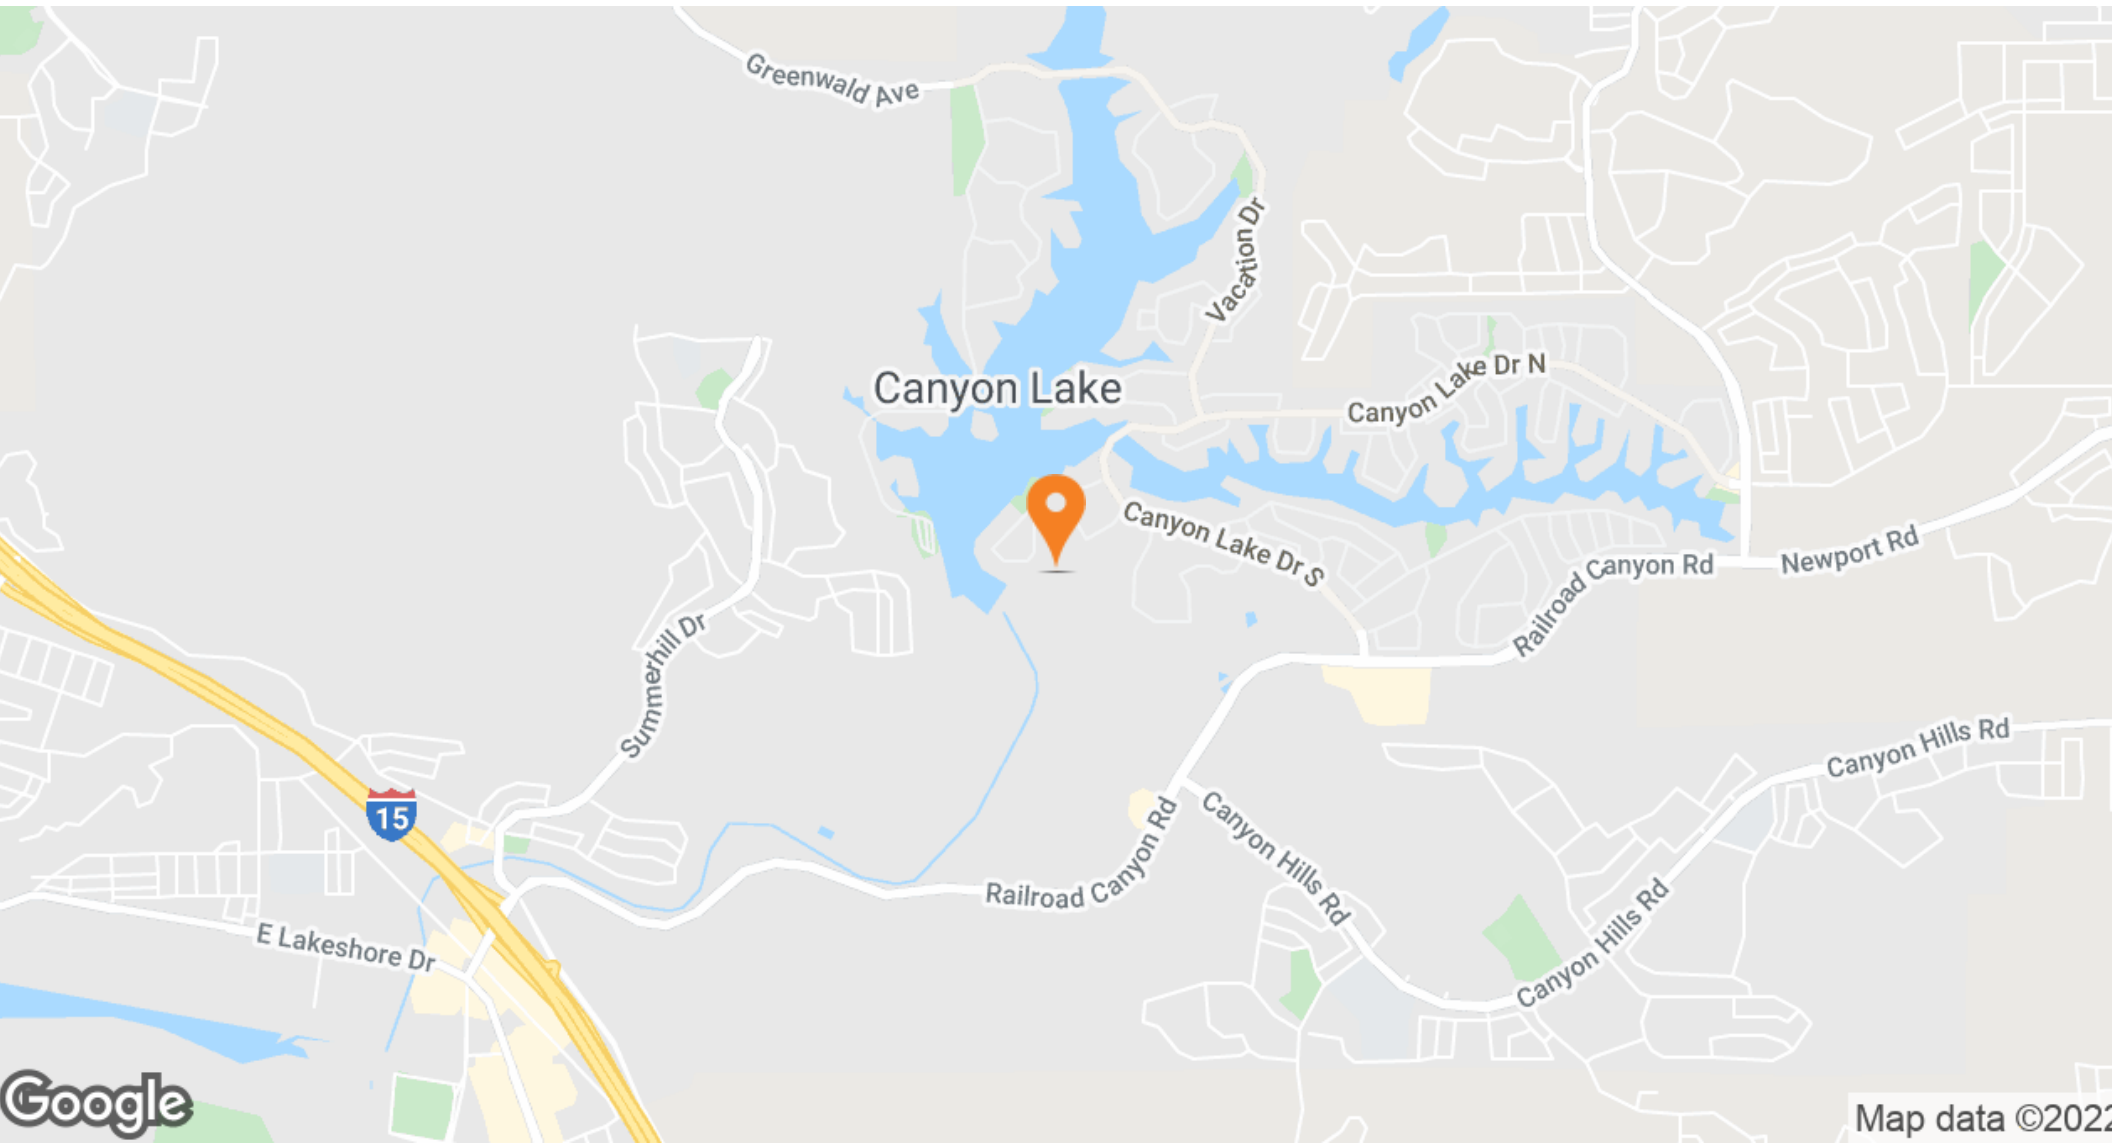 Greenwald Ave
Vacation Dr
Canyon Lake Dr N
Canyon Lake
Canyon Lake Dr S
Railroad Canyon Rd
Newport Rd
Summerhill Dr
Canyon Hills Rd
15
Railroad Canyon Rd
Canyon Hills Rd
Canyon Hills Rd
E Lakeshore Dr
Google
Map data ©2022